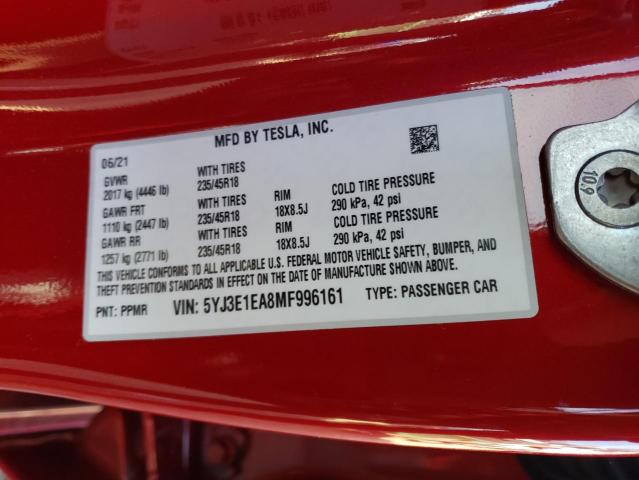 MFD BY TESLA, INC.
06/21
GVWR WITH TIRES
2017 kg (4446 lb) 235/45R18 RIM COLD TIRE PRESSURE
GAWR FRT WITH TIRES 18X8.5J 290 kPa, 42 psi
1110 kg (2447 lb) 235/45R18 RIM COLD TIRE PRESSURE
GAWR RR WITH TIRES 18X8.5J 290 kPa, 42 psi
1257 kg (2771 lb) 235/45R18
THIS VEHICLE CONFORMS TO ALL APPLICABLE U.S. FEDERAL MOTOR VEHICLE SAFETY, BUMPER, AND
THEFT PREVENTION STANDARDS IN EFFECT ON THE DATE OF MANUFACTURE SHOWN ABOVE.
PNT: PPMR VIN: 5YJ3E1EA8MF996161 TYPE: PASSENGER CAR
10.9